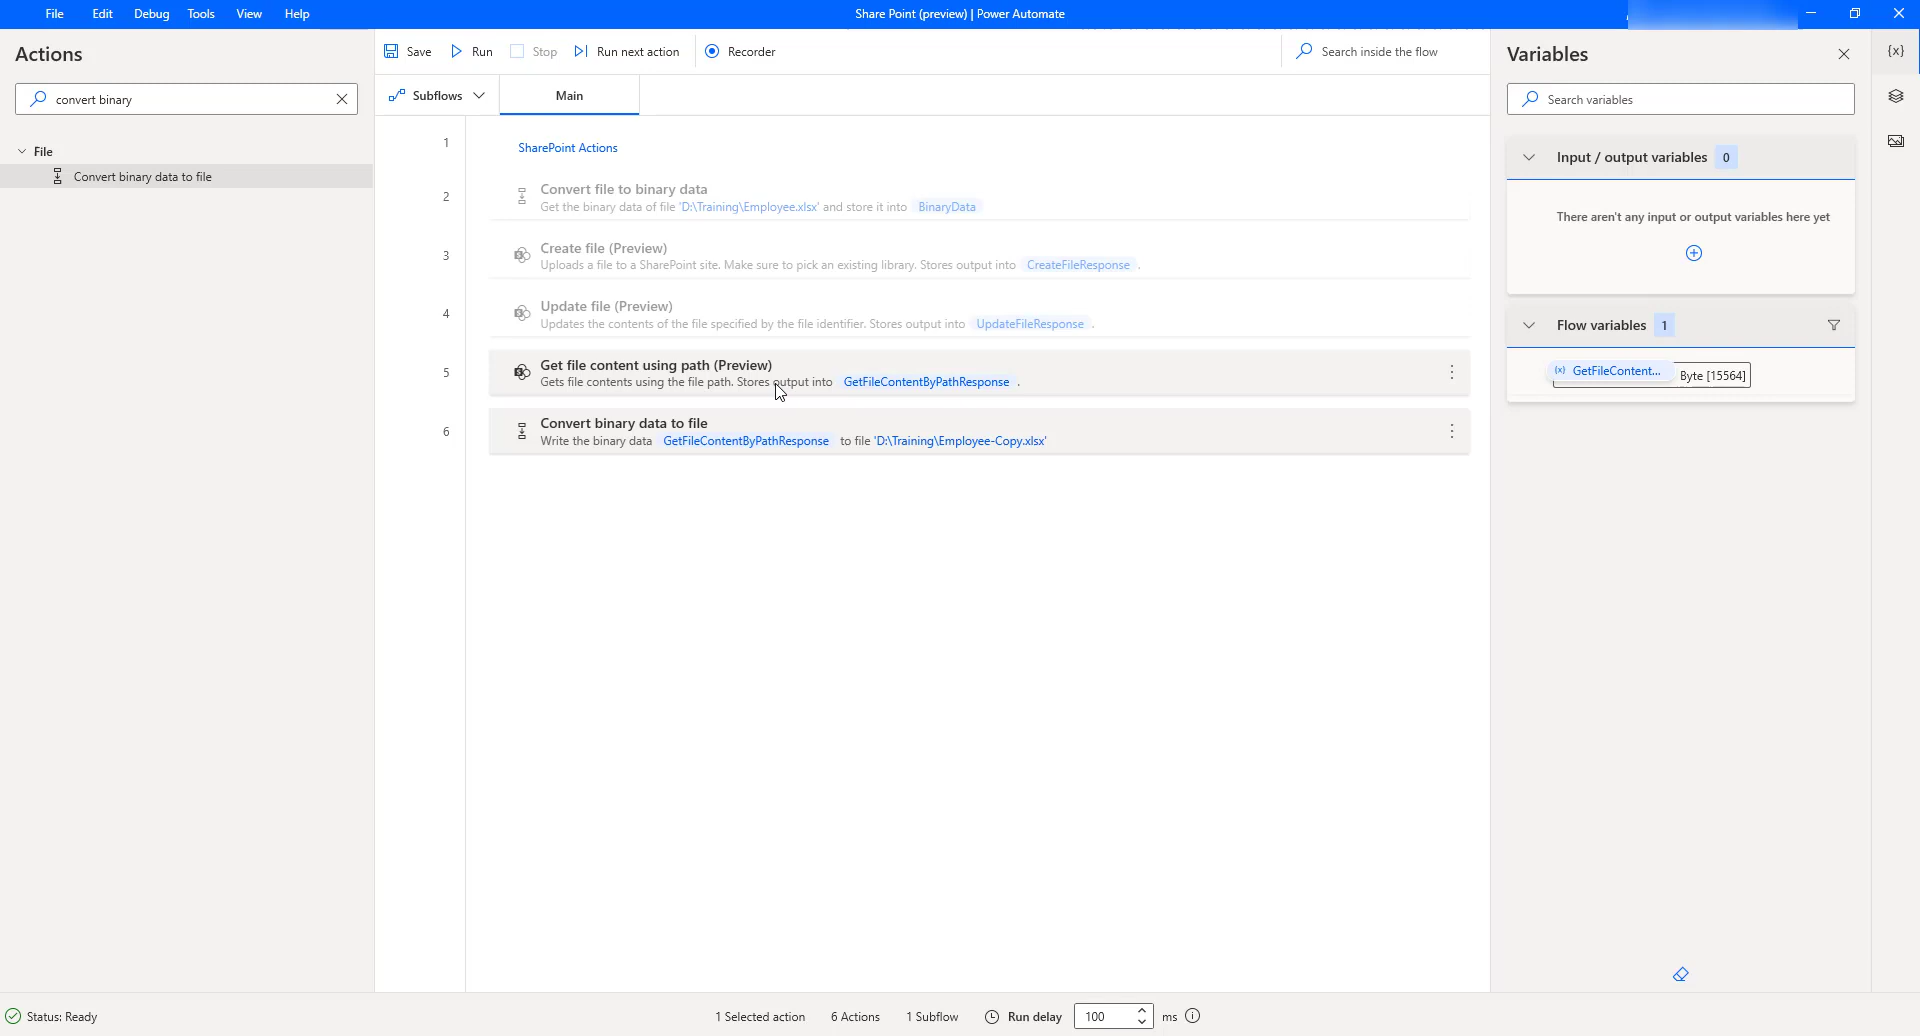 File Edit Debug Tools View Help
Share Point (preview) | Power Automate
Actions
convert binary
File
Convert binary data to file
Save Run Stop Run next action Recorder
Search inside the flow
Subflows Main
1 SharePoint Actions
2 Convert file to binary data
Get the binary data of file 'D:\Training\Employee.xlsx' and store it into BinaryData
3 Create file (Preview)
Uploads a file to a SharePoint site. Make sure to pick an existing library. Stores output into CreateFileResponse .
4 Update file (Preview)
Updates the contents of the file specified by the file identifier. Stores output into UpdateFileResponse .
5 Get file content using path (Preview)
Gets file contents using the file path. Stores output into GetFileContentByPathResponse .
6 Convert binary data to file
Write the binary data GetFileContentByPathResponse to file 'D:\Training\Employee-Copy.xlsx'
Variables
{x}
Search variables
Input / output variables 0
There aren't any input or output variables here yet
Flow variables 1
(x) GetFileContent... Byte [15564]
Status: Ready
1 Selected action 6 Actions 1 Subflow Run delay 100 ms